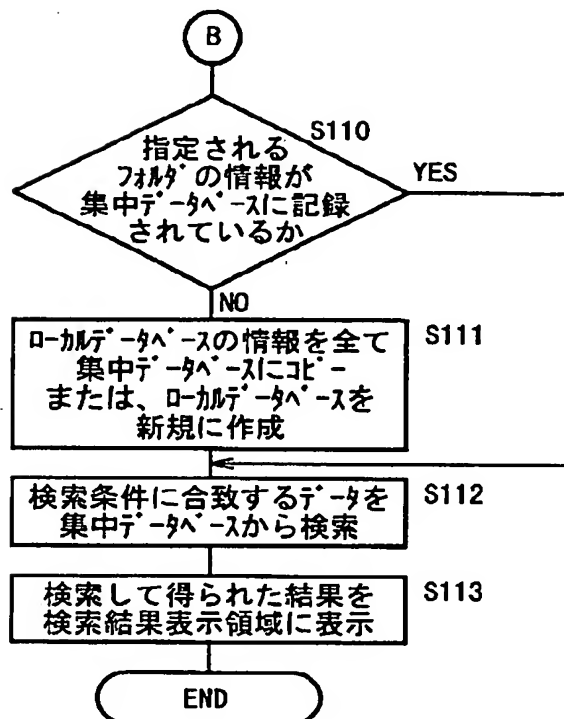 B
S110
指定される
フォルダの情報が
集中データベースに記録
されているか
YES
NO
ローカルデータベースの情報を全て
集中データベースにコピー
または、ローカルデータベースを
新規に作成
S111
検索条件に合致するデータを
集中データベースから検索
S112
検索して得られた結果を
検索結果表示領域に表示
S113
END